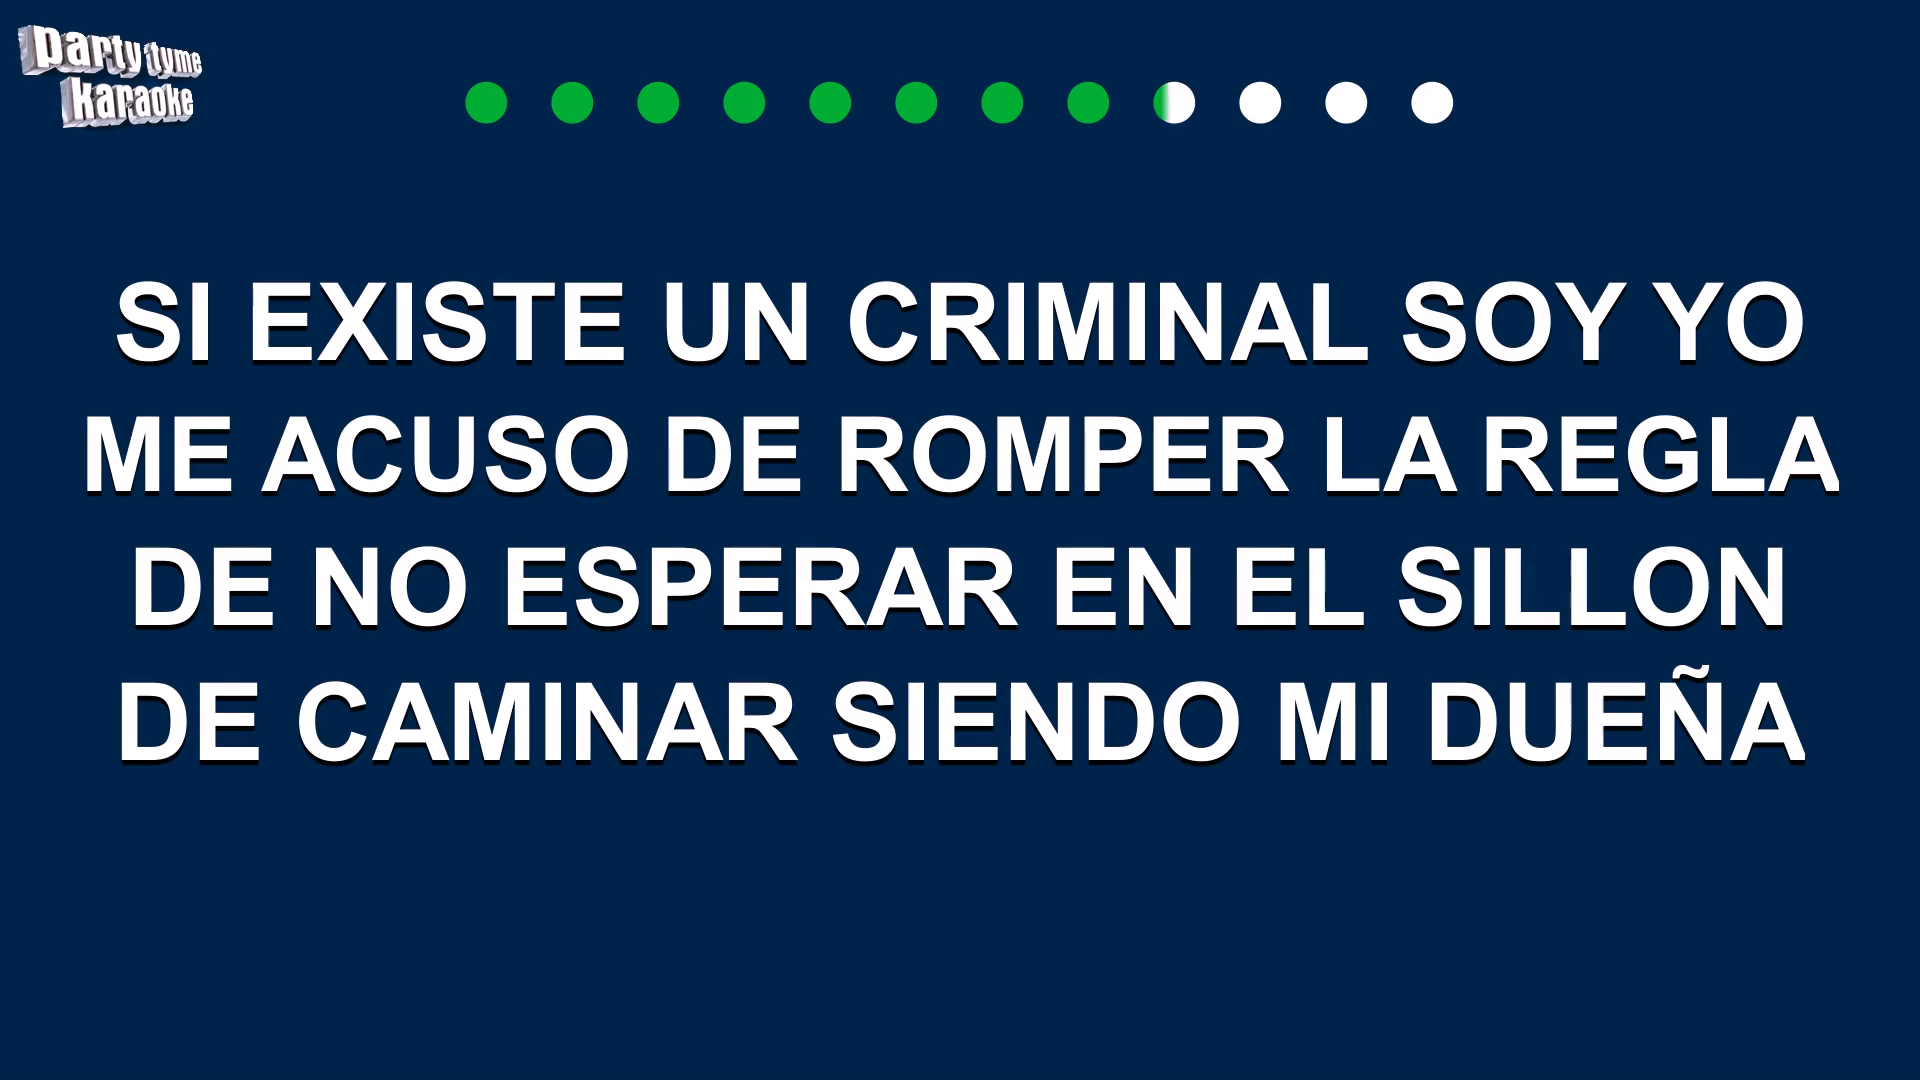 party tyme
karaoke
SI EXISTE UN CRIMINAL SOY YO
ME ACUSO DE ROMPER LA REGLA
DE NO ESPERAR EN EL SILLON
DE CAMINAR SIENDO MI DUEÑA